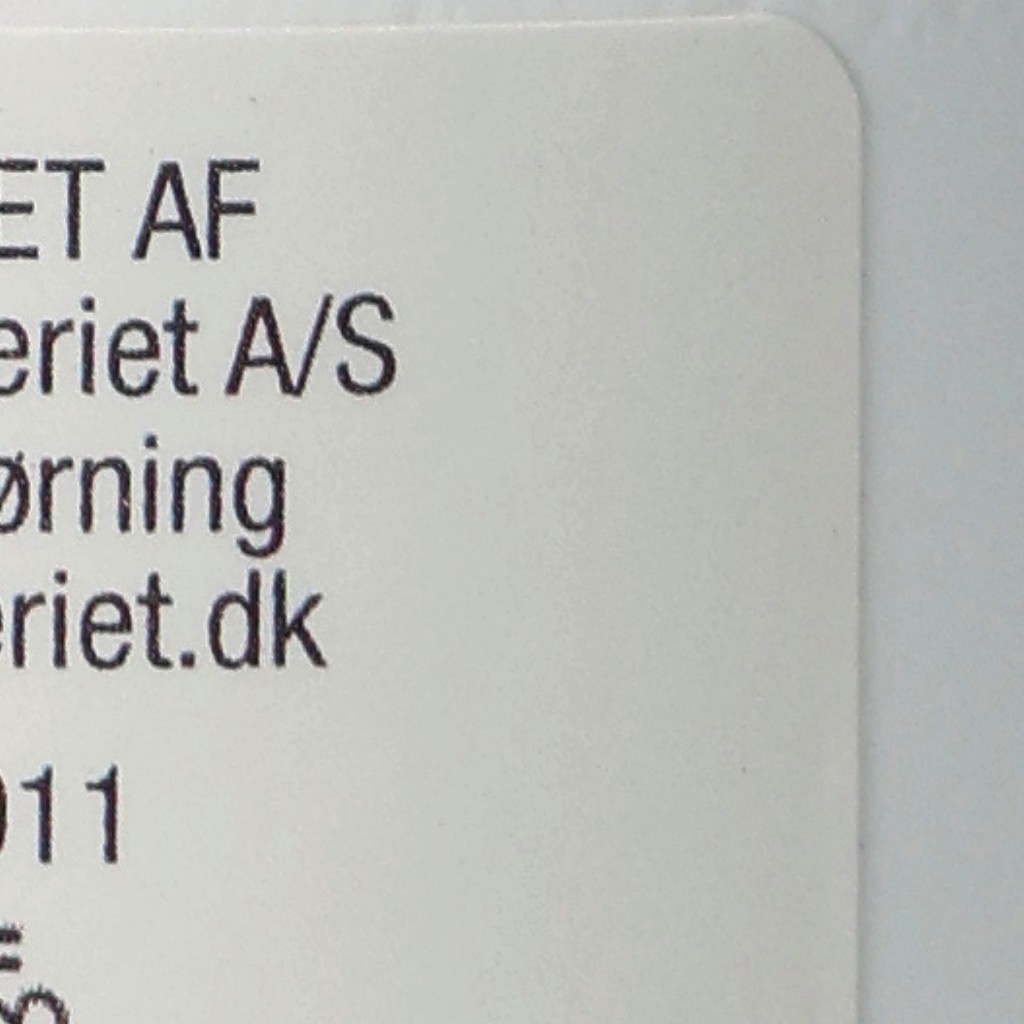 ET AF
eriet A/S
ørning
eriet.dk
011